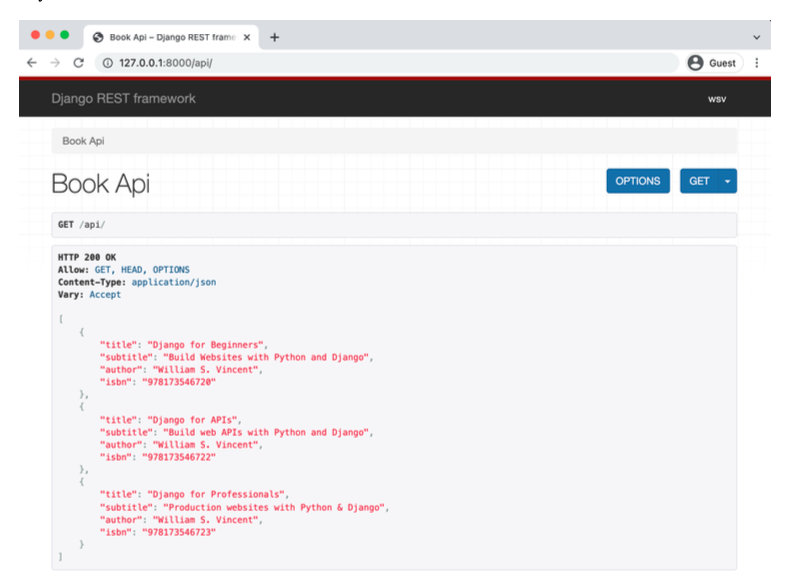 Book Api – Django REST frame
127.0.0.1:8000/api/
Guest
Django REST framework
wsv
Book Api
Book Api
OPTIONS
GET
GET /api/
HTTP 200 OK
Allow: GET, HEAD, OPTIONS
Content-Type: application/json
Vary: Accept
[
{
"title": "Django for Beginners",
"subtitle": "Build Websites with Python and Django",
"author": "William S. Vincent",
"isbn": "978173546720"
},
{
"title": "Django for APIs",
"subtitle": "Build web APIs with Python and Django",
"author": "William S. Vincent",
"isbn": "978173546722"
},
{
"title": "Django for Professionals",
"subtitle": "Production websites with Python & Django",
"author": "William S. Vincent",
"isbn": "978173546723"
}
]